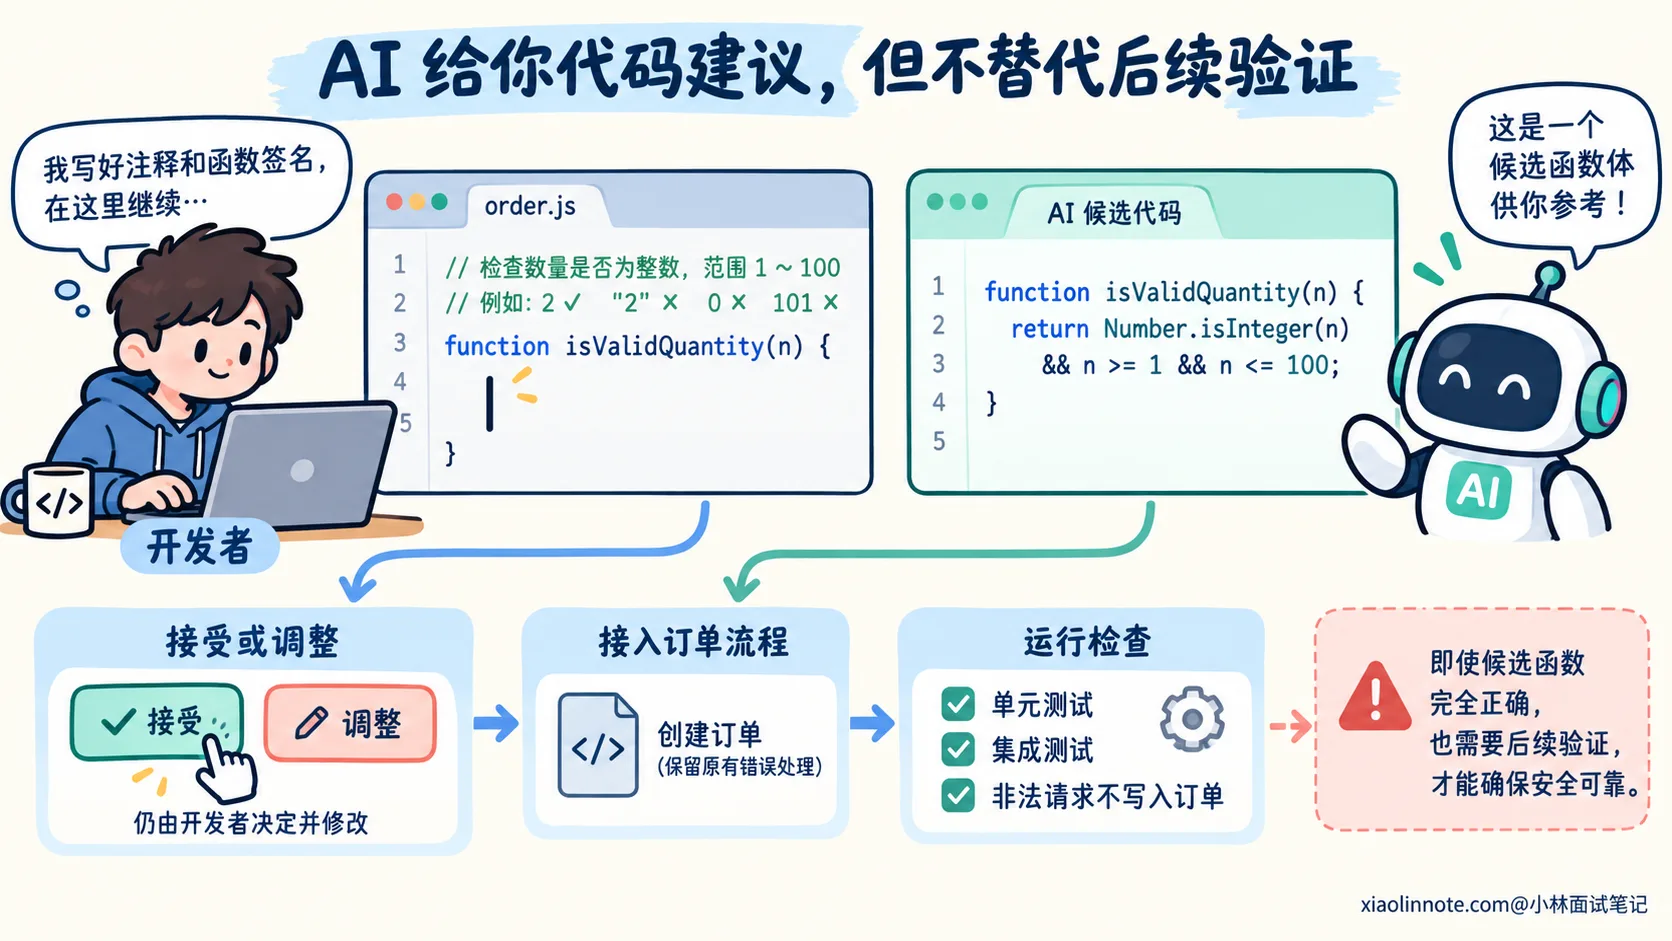 AI 给你代码建议，但不替代后续验证
我写好注释和函数签名，
在这里继续…
order.js
1 // 检查数量是否为整数，范围 1 ~ 100
2 // 例如: 2 ✓ "2" ✕ 0 ✕ 101 ✕
3 function isValidQuantity(n) {
4
5
}
AI 候选代码
1 function isValidQuantity(n) {
2 return Number.isInteger(n)
3 && n >= 1 && n <= 100;
4 }
5
这是一个
候选函数体
供你参考！
</>
AI
开发者
接受或调整
接受
调整
仍由开发者决定并修改
接入订单流程
</>
创建订单
(保留原有错误处理)
运行检查
单元测试
集成测试
非法请求不写入订单
即使候选函数
完全正确，
也需要后续验证，
才能确保安全可靠。
xiaolinnote.com@小林面试笔记